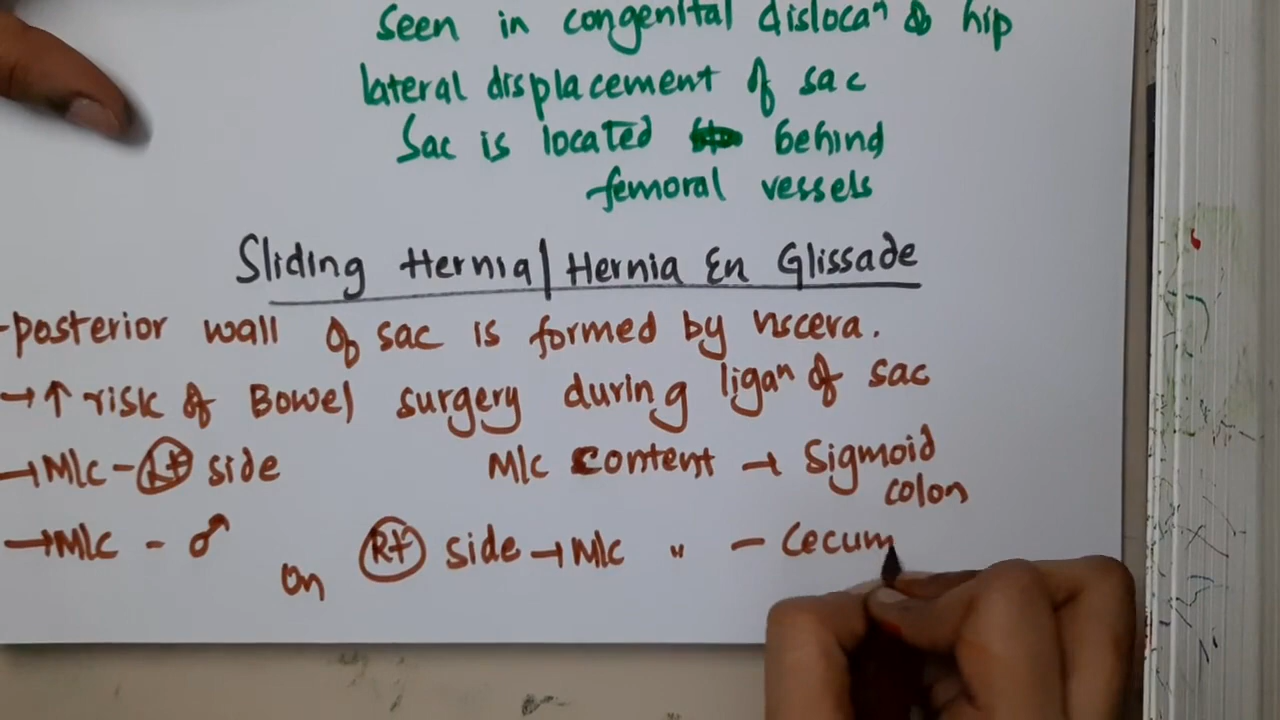 seen in congenital dislocaⁿ of hip
lateral displacement of sac
Sac is located behind
femoral vessels
Sliding Hernia | Hernia En Glissade
-posterior wall of sac is formed by viscera.
→ ↑ risk of Bowel surgery during ligaⁿ of sac
→ M/c - Rt side
M/c content → Sigmoid
colon
→ M/c - ♂
on Rt side → M/c " - Cecum